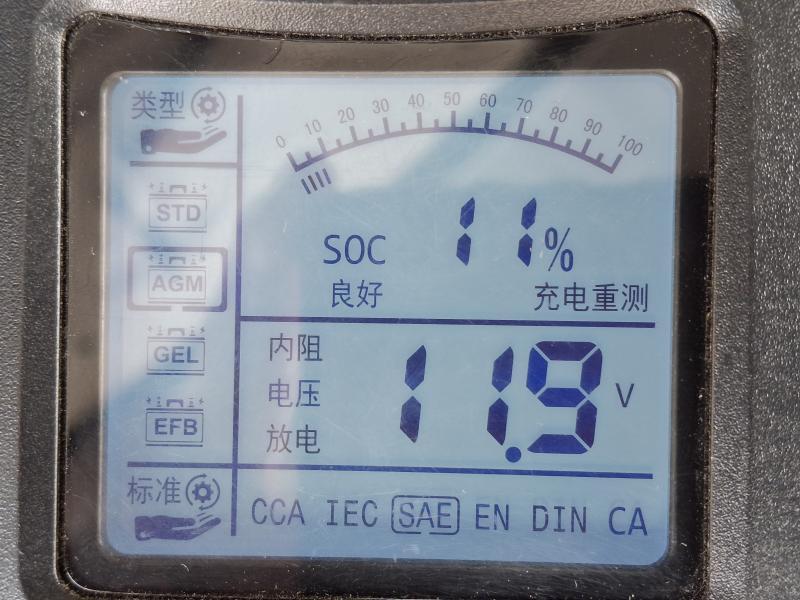 类型
0 10 20 30 40 50 60 70 80 90 100
STD
SOC 11%
AGM
良好 充电重测
GEL
内阻
电压 11.9 V
EFB
放电
标准
CCA IEC SAE EN DIN CA